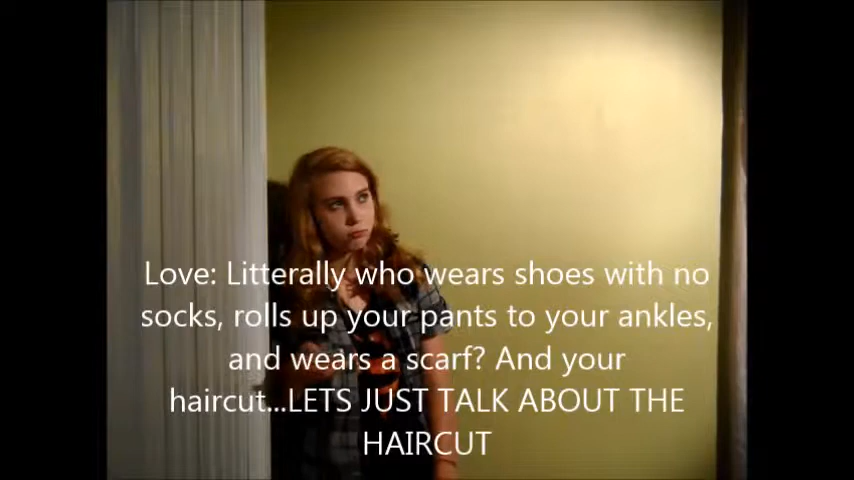 Love: Litterally who wears shoes with no
socks, rolls up your pants to your ankles,
and wears a scarf? And your
haircut...LETS JUST TALK ABOUT THE
HAIRCUT